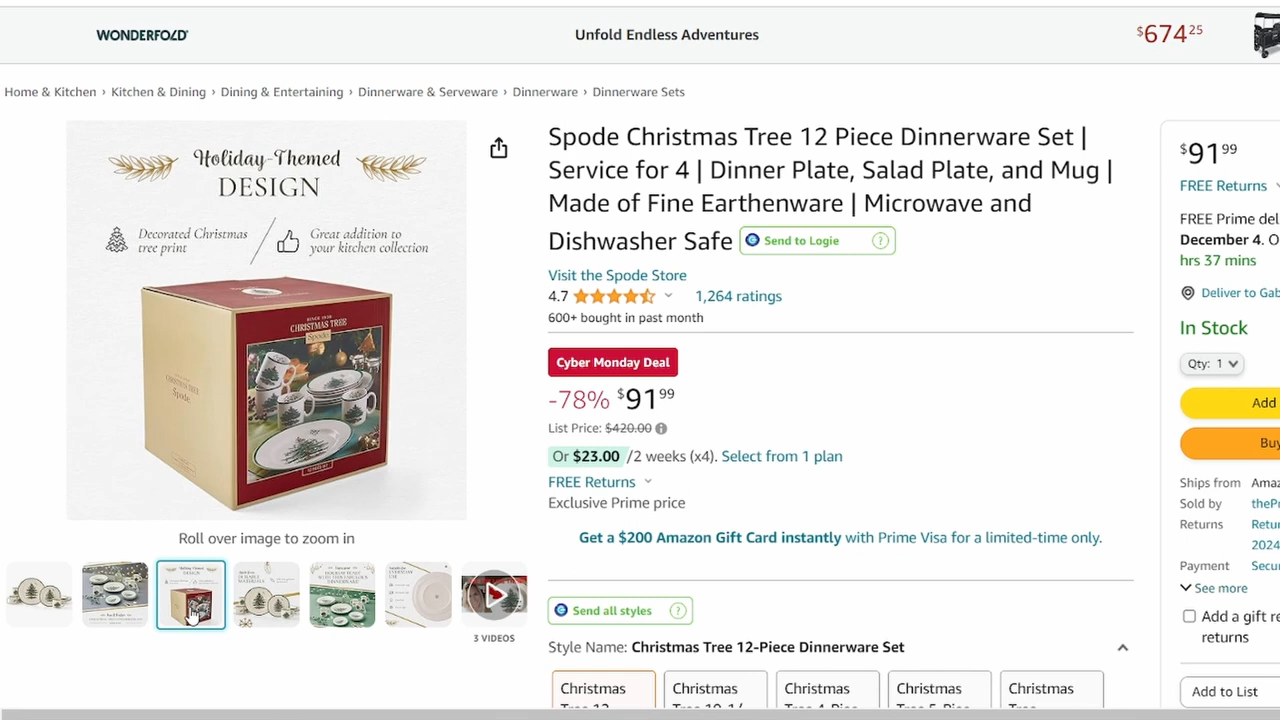 WONDERFOLD
Unfold Endless Adventures
$674.25
Home & Kitchen › Kitchen & Dining › Dining & Entertaining › Dinnerware & Serveware › Dinnerware › Dinnerware Sets
Holiday-Themed
DESIGN
Decorated Christmas
tree print
Great addition to
your kitchen collection
CHRISTMAS TREE
Spode
Roll over image to zoom in
3 VIDEOS
Spode Christmas Tree 12 Piece Dinnerware Set |
Service for 4 | Dinner Plate, Salad Plate, and Mug |
Made of Fine Earthenware | Microwave and
Dishwasher Safe Send to Logie ?
Visit the Spode Store
4.7 1,264 ratings
600+ bought in past month
Cyber Monday Deal
-78% $91.99
List Price: $420.00
Or $23.00 /2 weeks (x4). Select from 1 plan
FREE Returns
Exclusive Prime price
Get a $200 Amazon Gift Card instantly with Prime Visa for a limited-time only.
Send all styles ?
Style Name: Christmas Tree 12-Piece Dinnerware Set
Christmas Christmas Christmas Christmas Christmas
$91.99
FREE Returns
FREE Prime del
December 4. O
hrs 37 mins
Deliver to Gab
In Stock
Qty: 1
Add
Buy
Ships from Amaz
Sold by theP
Returns Retu
2024
Payment Secu
See more
Add a gift re
returns
Add to List